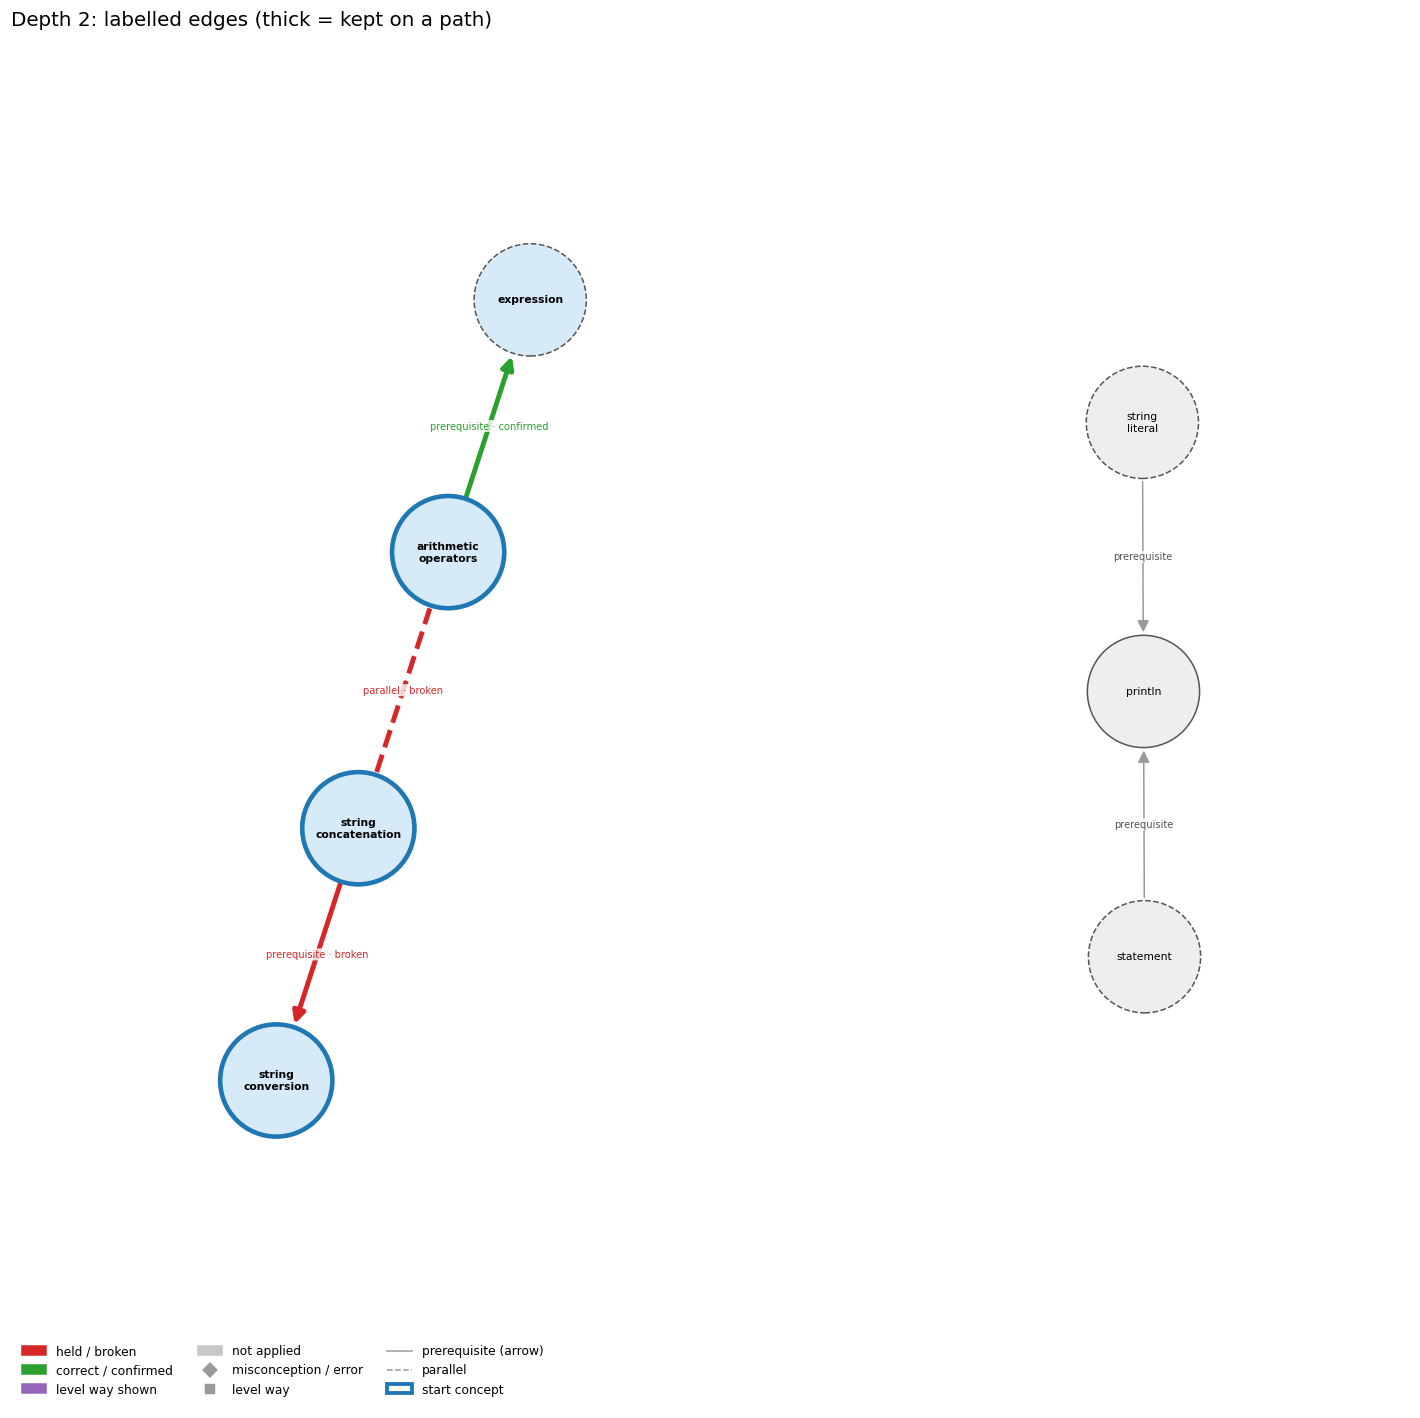 Depth 2: labelled edges (thick = kept on a path)
expression
prerequisite · confirmed
arithmetic
operators
parallel · broken
string
concatenation
prerequisite · broken
string
conversion
string
literal
prerequisite
println
prerequisite
statement
held / broken
correct / confirmed
level way shown
not applied
misconception / error
level way
prerequisite (arrow)
parallel
start concept